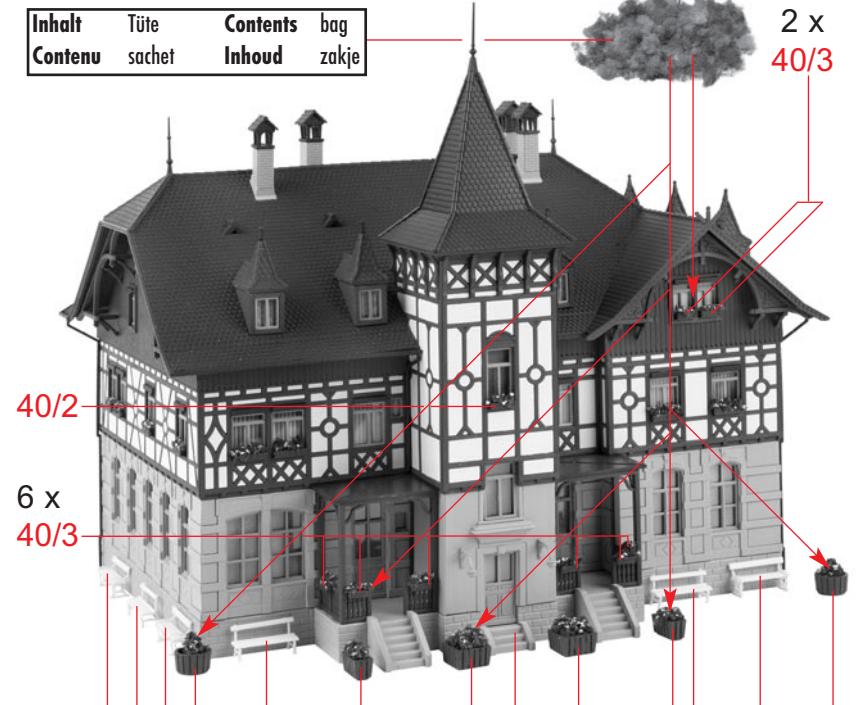 Inhalt Tüte Contents bag
Contenu sachet Inhoud zakje
2 x
40/3
40/2
6 x
40/3